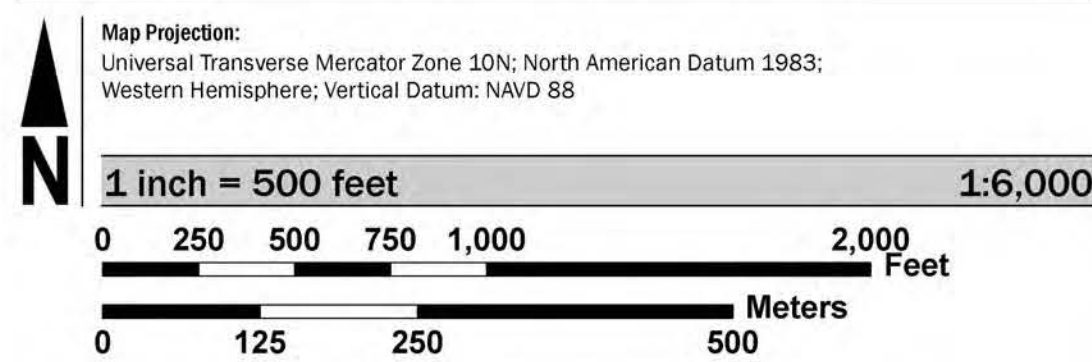 N
Map Projection:
Universal Transverse Mercator Zone 10N; North American Datum 1983;
Western Hemisphere; Vertical Datum: NAVD 88
1 inch = 500 feet 1:6,000
0 250 500 750 1,000 2,000
Feet
Meters
0 125 250 500